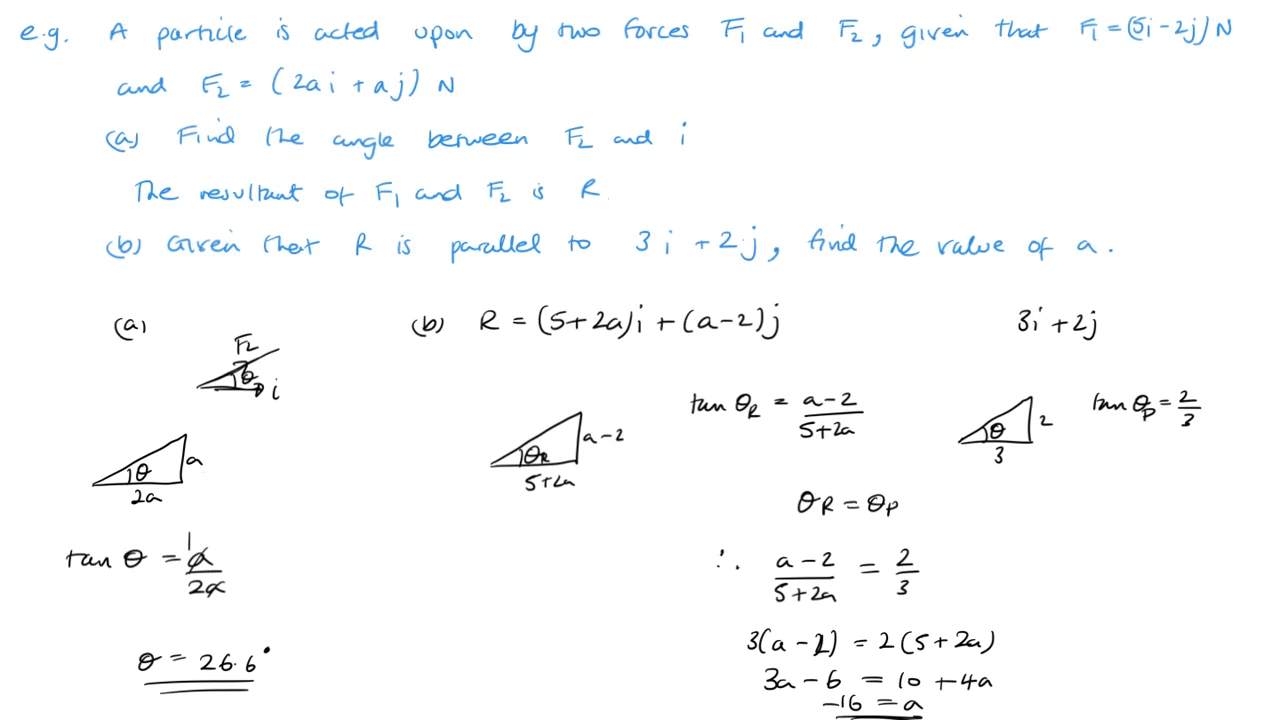 e.g. A particle is acted upon by two forces F₁ and F₂, given that F₁ = (5i - 2j) N
and F₂ = (2ai + aj) N
(a) Find the angle between F₂ and i
The resultant of F₁ and F₂ is R.
(b) Given that R is parallel to 3i + 2j, find the value of a.
(a)
F₂
θ
i
θ
a
2a
tan θ = 1 a / 2a
θ = 26.6°
(b) R = (5+2a)i + (a-2)j
3i + 2j
θR
a-2
5+2a
tan θR = a-2 / 5+2a
θ
2
3
tan θp = 2/3
θR = θp
∴ a-2 / 5+2a = 2/3
3(a-2) = 2(5+2a)
3a - 6 = 10 + 4a
-16 = a